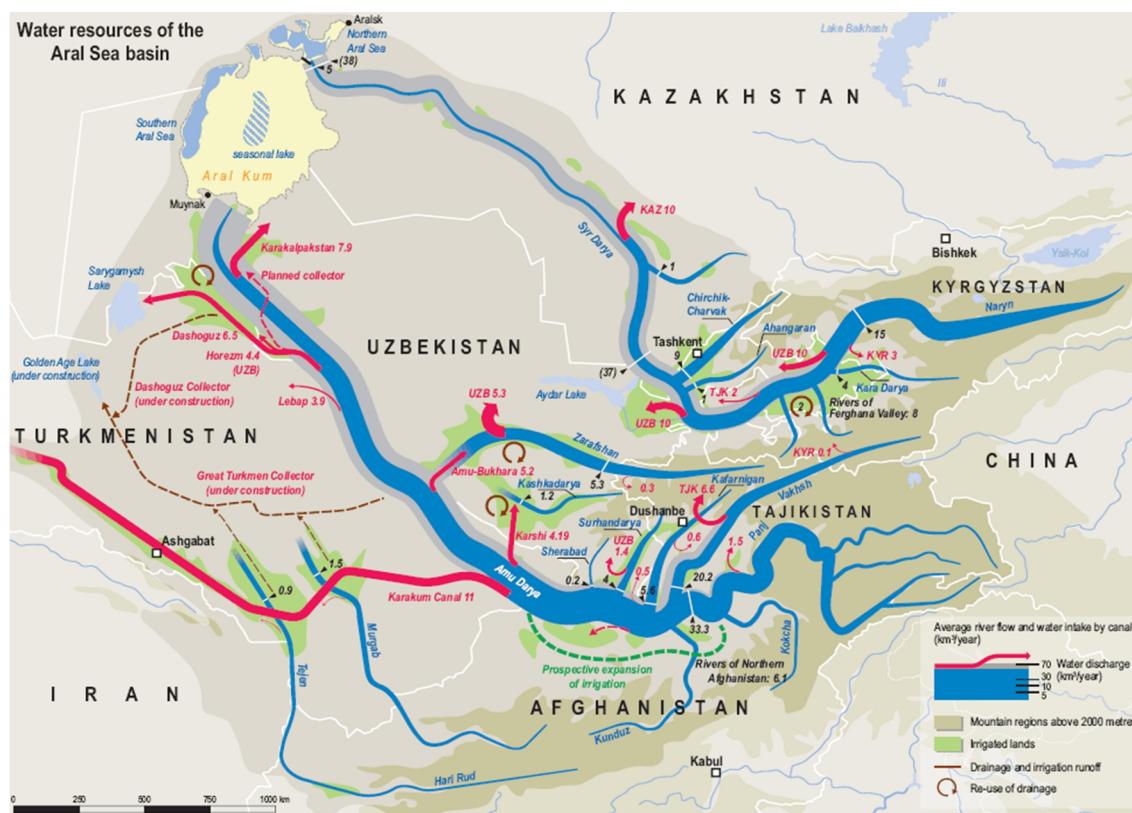 Water resources of the
Aral Sea basin
Aralsk
Northern
Aral Sea
(38)
5
Lake Balkhash
Ili
KAZAKHSTAN
Southern
Aral Sea
seasonal lake
Aral Kum
Muynak
Karakalpakstan 7.9
Planned collector
Sarygamysh
Lake
Syr Darya
KAZ 10
1
Bishkek
Ysik-Kol
KYRGYZSTAN
Naryn
Chirchik-
Charvak
Ahangaran
Tashkent
9
15
UZB 10
KYR 3
Dashoguz 6.5
Horezm 4.4
(UZB)
UZBEKISTAN
Golden Age Lake
(under construction)
Dashoguz Collector
(under construction)
Lebap 3.9
(37)
Aydar Lake
TJK 2
1
4
Kara Darya
UZB 5.3
UZB 10
2
Rivers of
Ferghana Valley: 8
TURKMENISTAN
Zarafshan
KYR 0.1
CHINA
Great Turkmen Collector
(under construction)
Amu-Bukhara 5.2
5.3
0.3
Kashkadarya
1.2
Kafarnigan
TJK 6.6
Vakhsh
Dushanbe
TAJIKISTAN
Surhandarya
Panj
Karshi 4.19
Sherabad
UZB
1.4
0.6
1.5
Ashgabat
1.5
Amu Darya
0.5
0.2
4
5.6
20.2
0.9
Karakum Canal 11
33.3
Kokcha
Murgab
Tejen
Prospective expansion
of irrigation
Rivers of Northern
Afghanistan: 6.1
IRAN
AFGHANISTAN
Kunduz
Kabul
Hari Rud
Average river flow and water intake by canal
(km³/year)
70 Water discharge
30 (km³/year)
10
5
Mountain regions above 2000 metre
Irrigated lands
Drainage and irrigation runoff
Re-use of drainage
0 250 500 750 1000 km